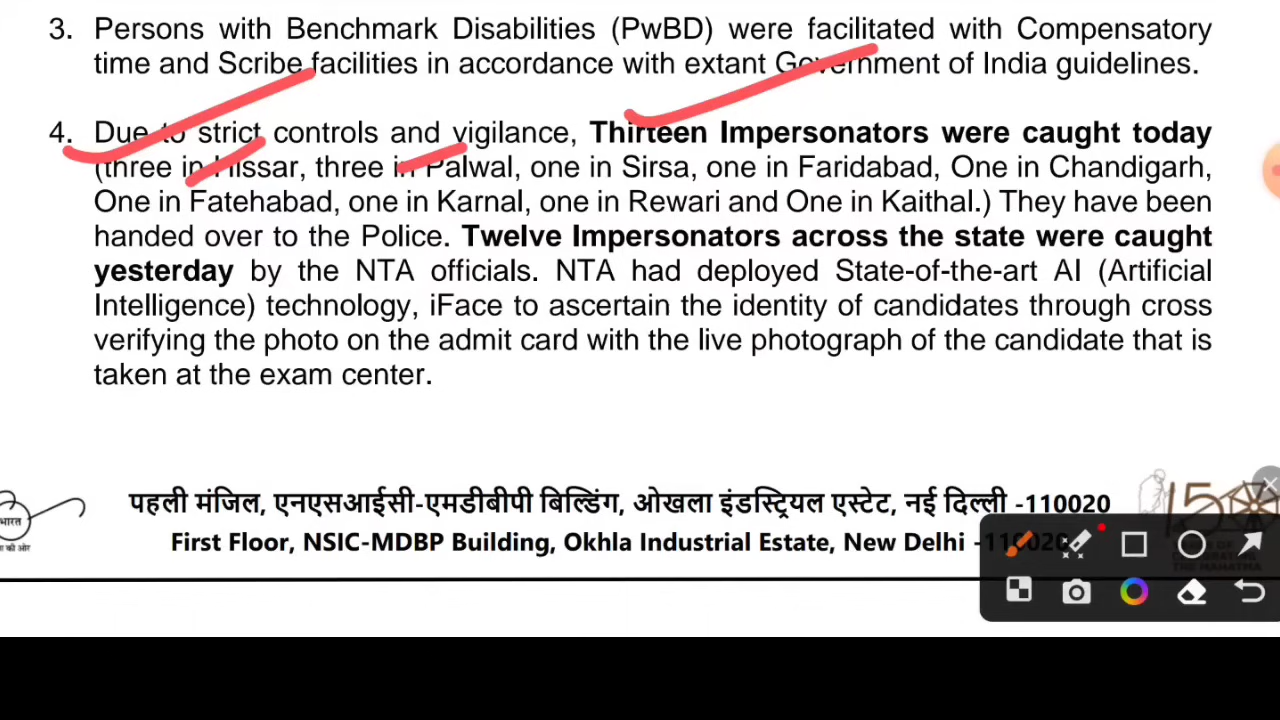 3. Persons with Benchmark Disabilities (PwBD) were facilitated with Compensatory
time and Scribe facilities in accordance with extant Government of India guidelines.
4. Due to strict controls and vigilance, Thirteen Impersonators were caught today
(three in Hissar, three in Palwal, one in Sirsa, one in Faridabad, One in Chandigarh,
One in Fatehabad, one in Karnal, one in Rewari and One in Kaithal.) They have been
handed over to the Police. Twelve Impersonators across the state were caught
yesterday by the NTA officials. NTA had deployed State-of-the-art AI (Artificial
Intelligence) technology, iFace to ascertain the identity of candidates through cross
verifying the photo on the admit card with the live photograph of the candidate that is
taken at the exam center.
पहली मंजिल, एनएसआईसी-एमडीबीपी बिल्डिंग, ओखला इंडस्ट्रियल एस्टेट, नई दिल्ली -110020
First Floor, NSIC-MDBP Building, Okhla Industrial Estate, New Delhi -110020
भारत
की ओर
150
THE MAHATMA